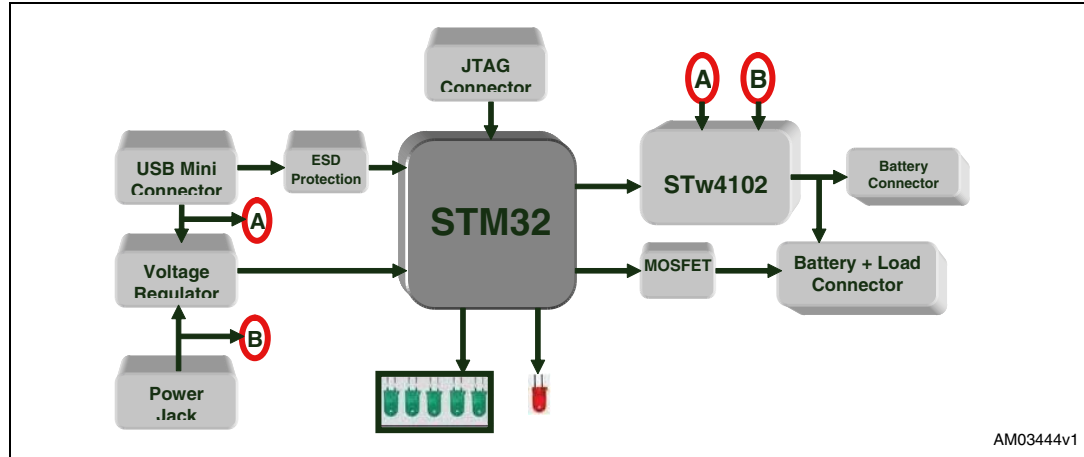 JTAG
Connector
A
B
USB Mini
Connector
ESD
Protection
STM32
STw4102
Battery
Connector
A
Voltage
Regulator
MOSFET
Battery + Load
Connector
B
Power
Jack
AM03444v1